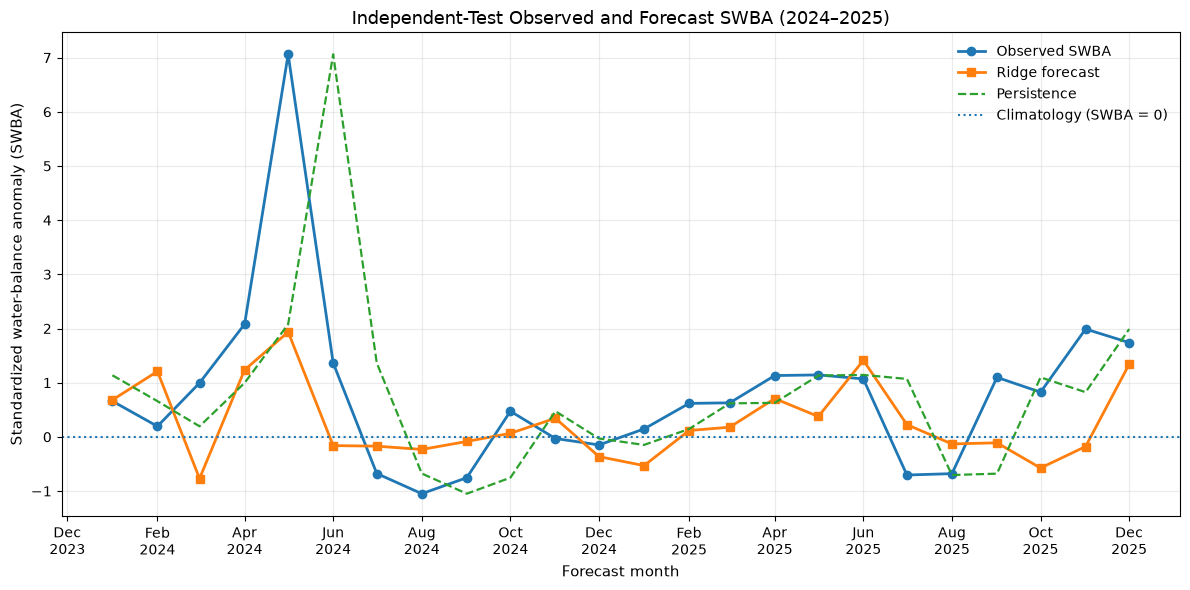 Independent-Test Observed and Forecast SWBA (2024–2025)
Observed SWBA
Ridge forecast
Persistence
Climatology (SWBA = 0)
Standardized water-balance anomaly (SWBA)
7
6
5
4
3
2
1
0
−1
Dec
2023
Feb
2024
Apr
2024
Jun
2024
Aug
2024
Oct
2024
Dec
2024
Feb
2025
Apr
2025
Jun
2025
Aug
2025
Oct
2025
Dec
2025
Forecast month